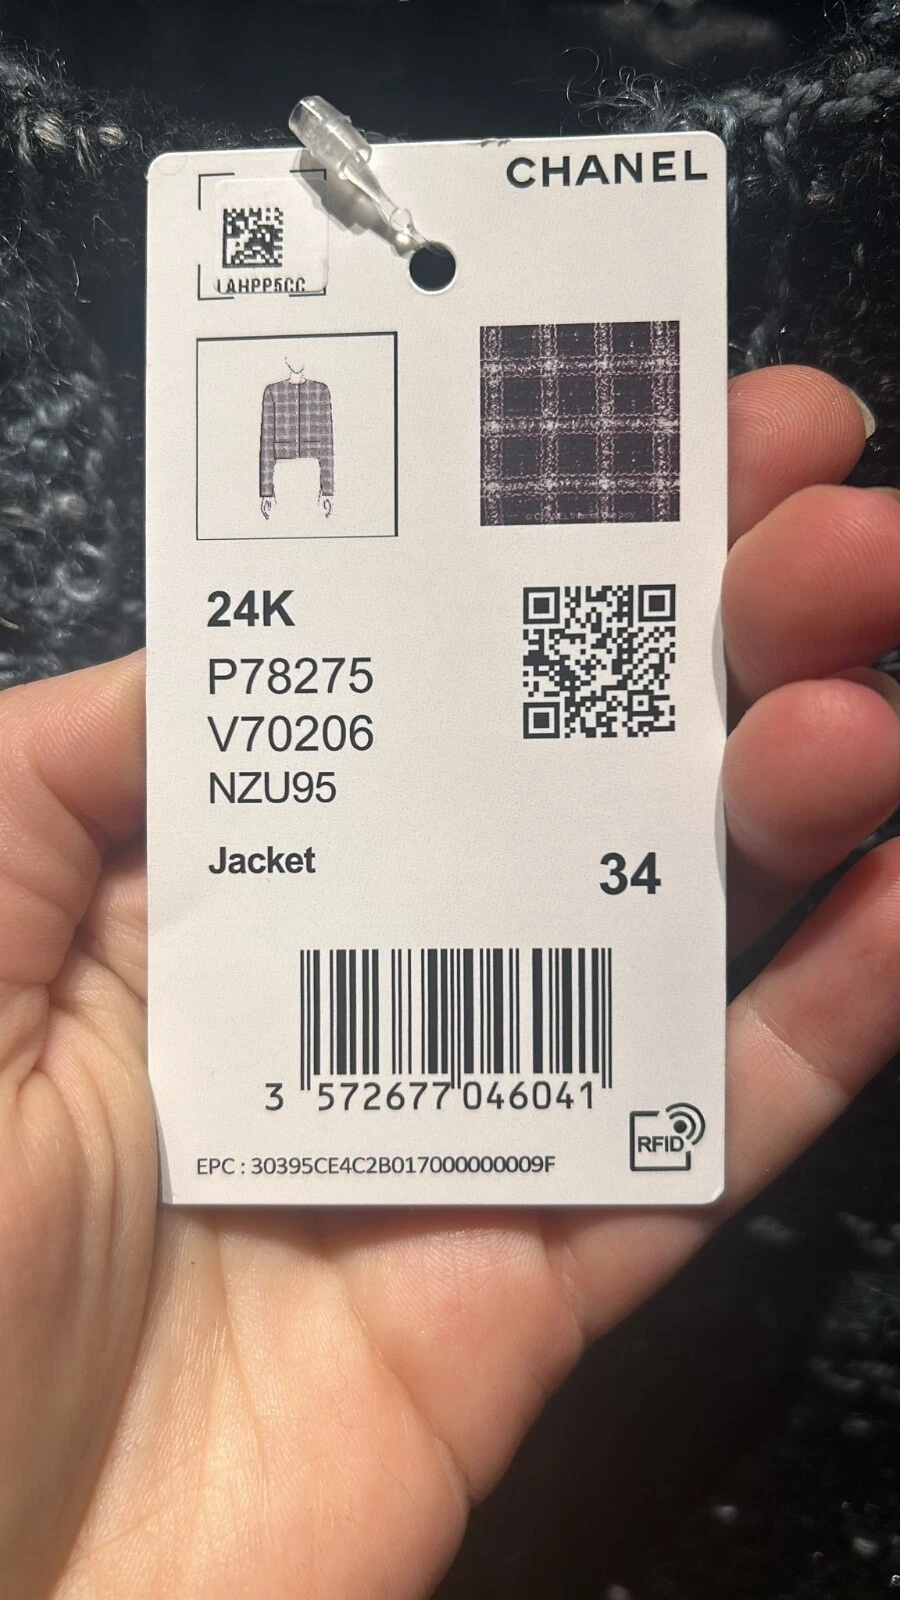 CHANEL
LAHPP5CC
24K
P78275
V70206
NZU95
Jacket
34
3 572677 046041
RFID
EPC : 30395CE4C2B017000000009F